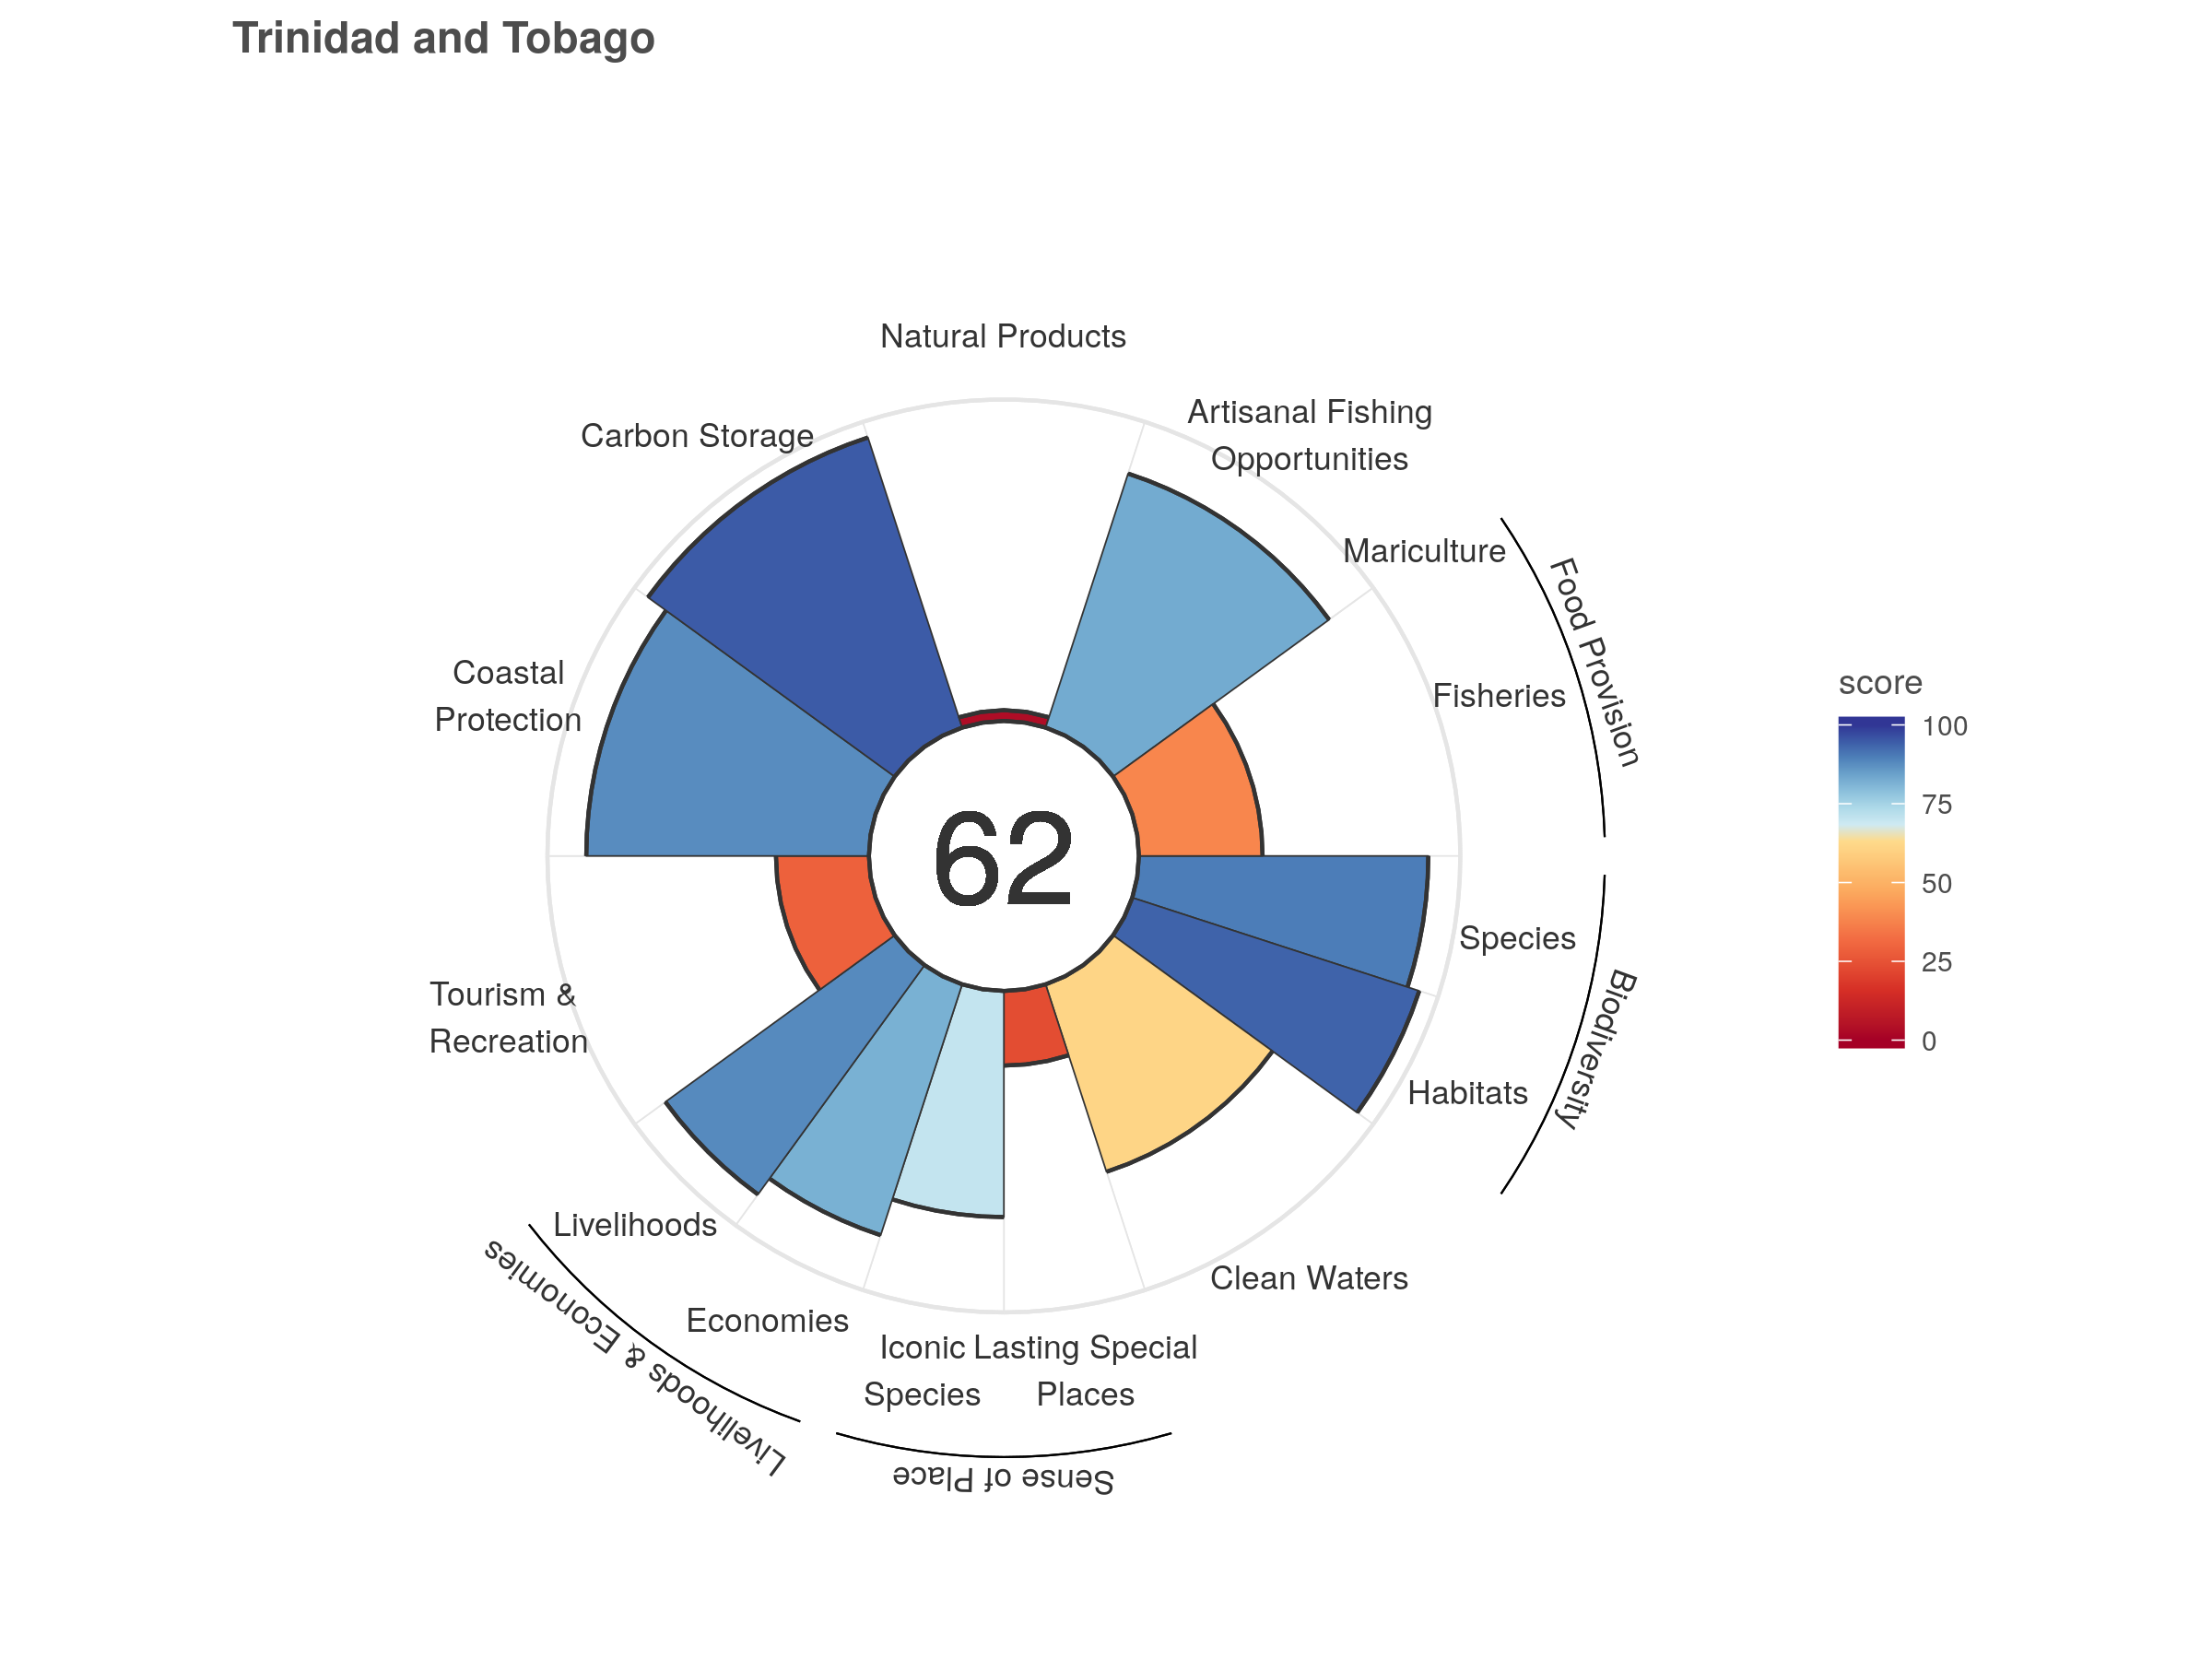 Trinidad and Tobago
Natural Products
Artisanal Fishing
Opportunities
Carbon Storage
Mariculture
Food Provision
Coastal
Protection
Fisheries
score
100
75
50
25
0
62
Species
Biodiversity
Tourism &
Recreation
Habitats
Livelihoods
Clean Waters
Livelihoods & Economies
Economies
Iconic
Species
Lasting Special
Places
Sense of Place